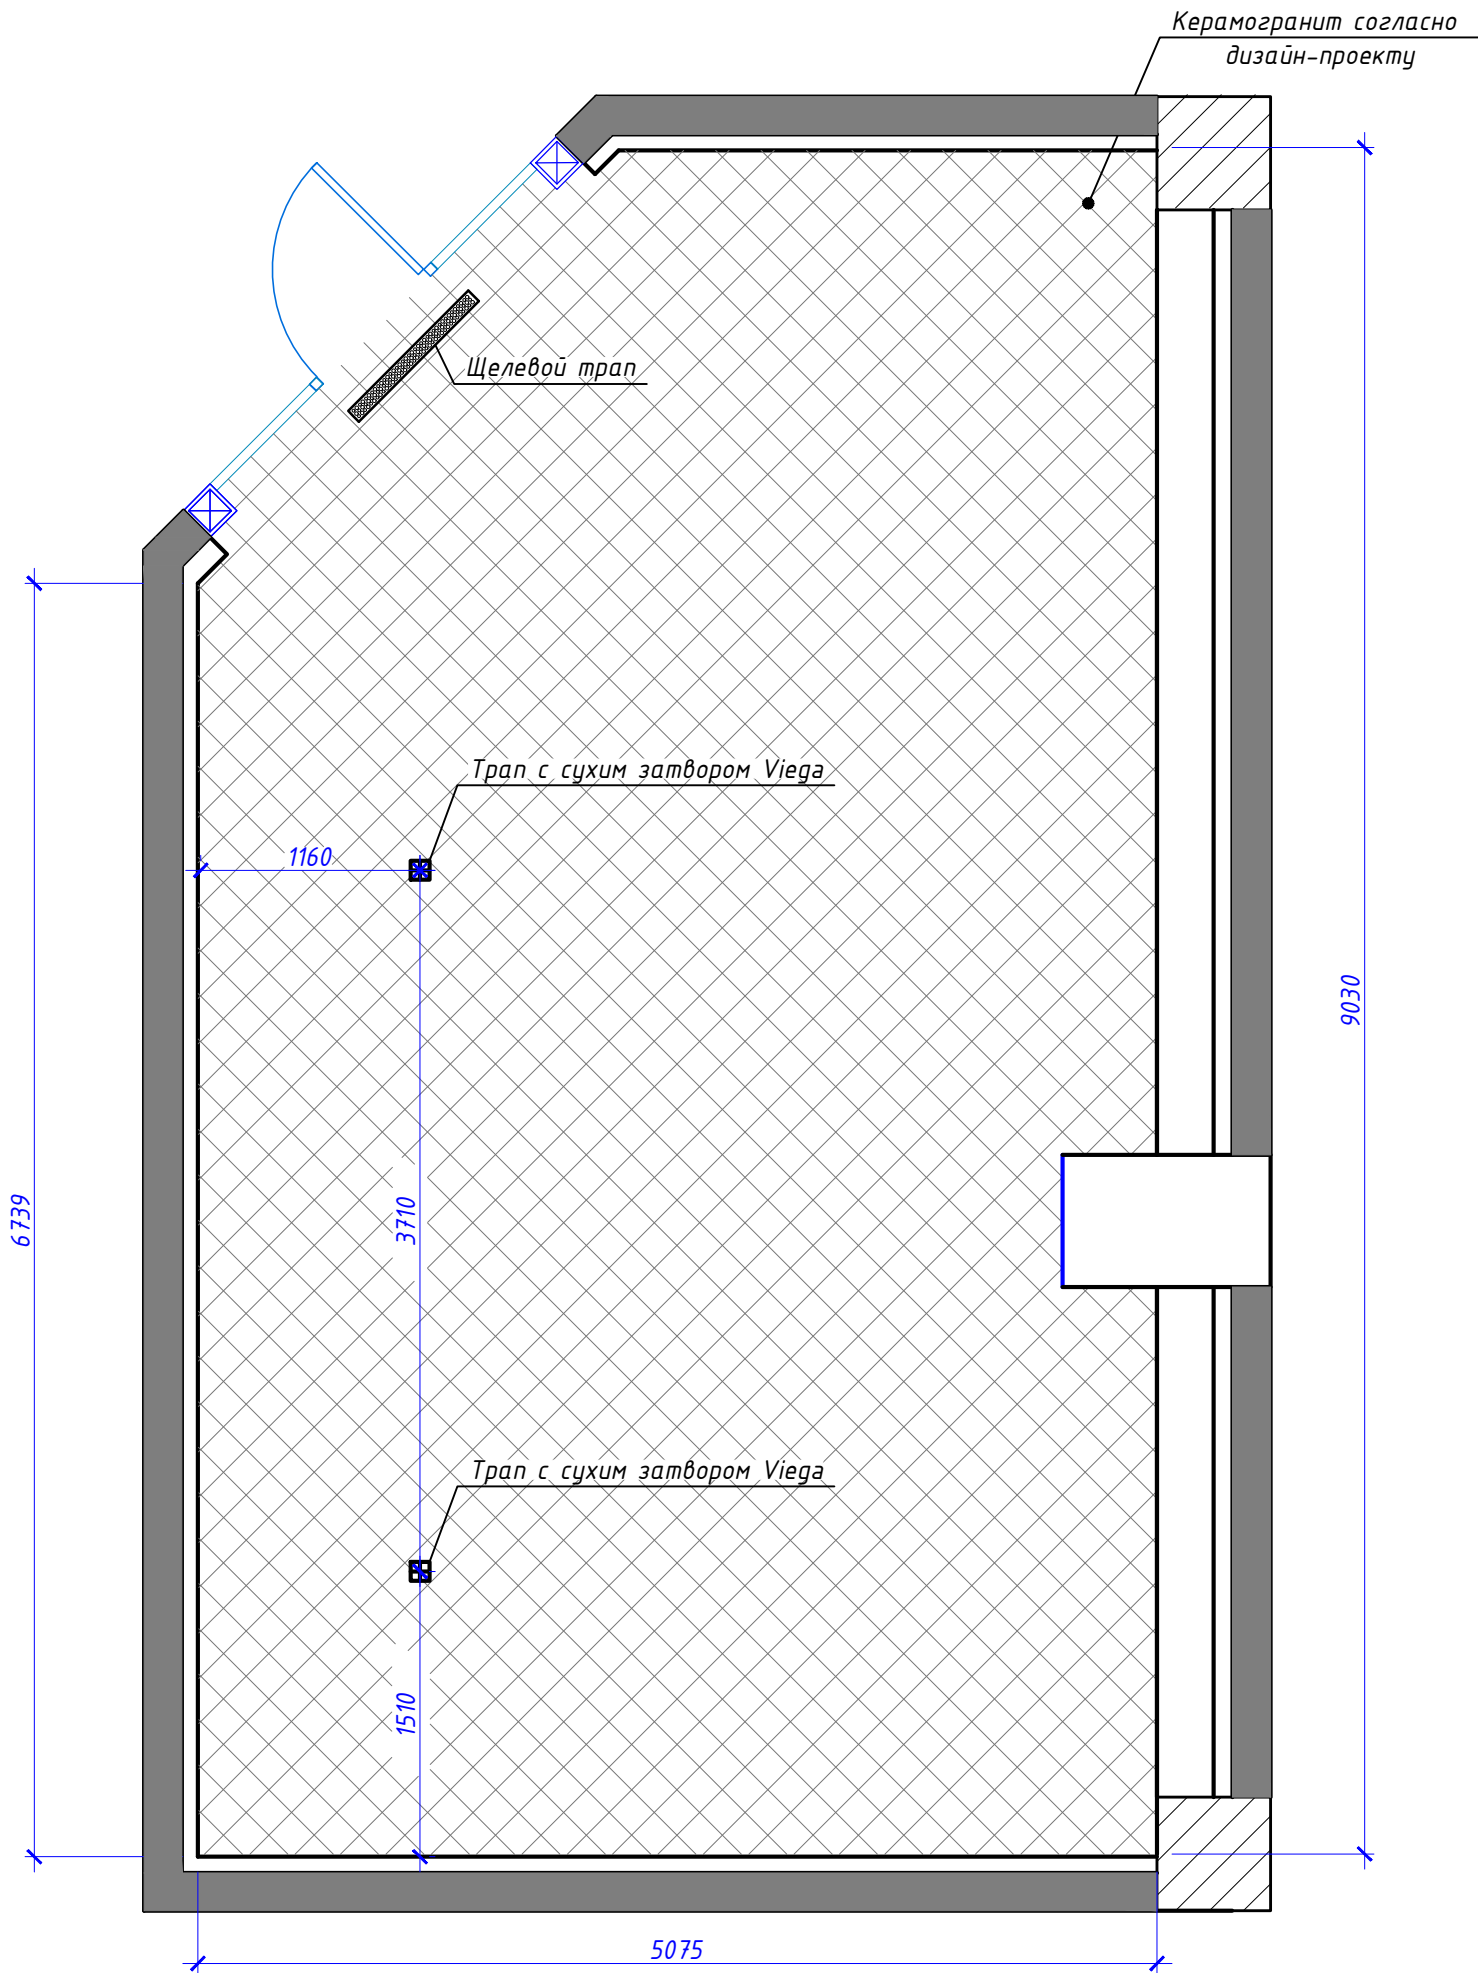 Керамогранит согласно
дизайн-проекту
Щелевой трап
Трап с сухим затвором Viega
1160
9030
3710
6739
Трап с сухим затвором Viega
1510
5075